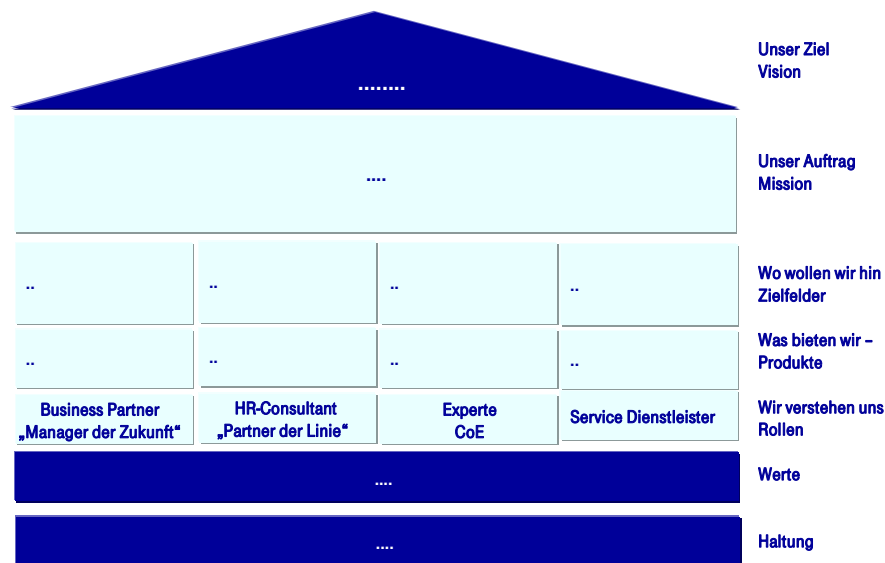 Unser Ziel
Vision
........
Unser Auftrag
Mission
....
Wo wollen wir hin
Zielfelder
..
..
..
..
Was bieten wir –
Produkte
..
..
..
..
Business Partner
„Manager der Zukunft“
HR-Consultant
„Partner der Linie“
Experte
CoE
Service Dienstleister
Wir verstehen uns
Rollen
....
Werte
....
Haltung